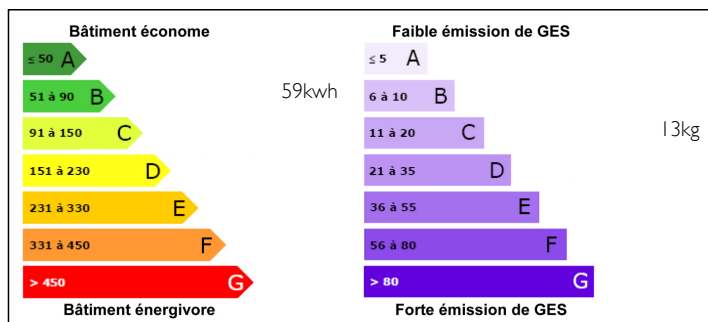 Bâtiment économe
≤ 50 A
51 à 90 B
91 à 150 C
151 à 230 D
231 à 330 E
331 à 450 F
> 450 G
Bâtiment énergivore
59kwh
Faible émission de GES
≤ 5 A
6 à 10 B
11 à 20 C
21 à 35 D
36 à 55 E
56 à 80 F
> 80 G
Forte émission de GES
13kg